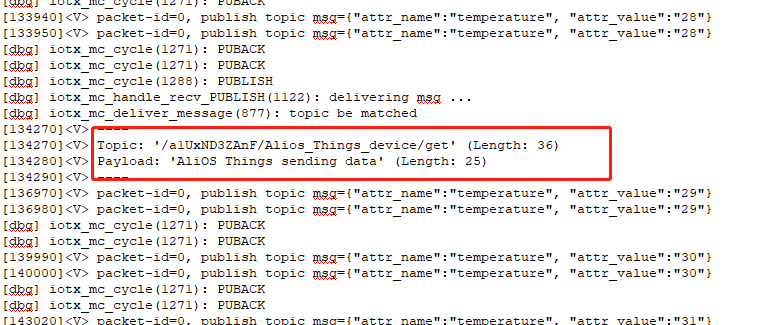 [dbg] iotx_mc_cycle(1271): PUBACK
[133940]<V> packet-id=0, publish topic msg={"attr_name":"temperature", "attr_value":"28"}
[133950]<V> packet-id=0, publish topic msg={"attr_name":"temperature", "attr_value":"28"}
[dbg] iotx_mc_cycle(1271): PUBACK
[dbg] iotx_mc_cycle(1271): PUBACK
[dbg] iotx_mc_cycle(1288): PUBLISH
[dbg] iotx_mc_handle_recv_PUBLISH(1122): delivering msg ...
[dbg] iotx_mc_deliver_message(877): topic be matched
[134270]<V> ----
[134270]<V> Topic: '/a1UxND3ZAnF/Alios_Things_device/get' (Length: 36)
[134280]<V> Payload: 'AliOS Things sending data' (Length: 25)
[134290]<V> ----
[136970]<V> packet-id=0, publish topic msg={"attr_name":"temperature", "attr_value":"29"}
[136980]<V> packet-id=0, publish topic msg={"attr_name":"temperature", "attr_value":"29"}
[dbg] iotx_mc_cycle(1271): PUBACK
[dbg] iotx_mc_cycle(1271): PUBACK
[139990]<V> packet-id=0, publish topic msg={"attr_name":"temperature", "attr_value":"30"}
[140000]<V> packet-id=0, publish topic msg={"attr_name":"temperature", "attr_value":"30"}
[dbg] iotx_mc_cycle(1271): PUBACK
[dbg] iotx_mc_cycle(1271): PUBACK
[143020]<V> packet-id=0, publish topic msg={"attr_name":"temperature", "attr_value":"31"}